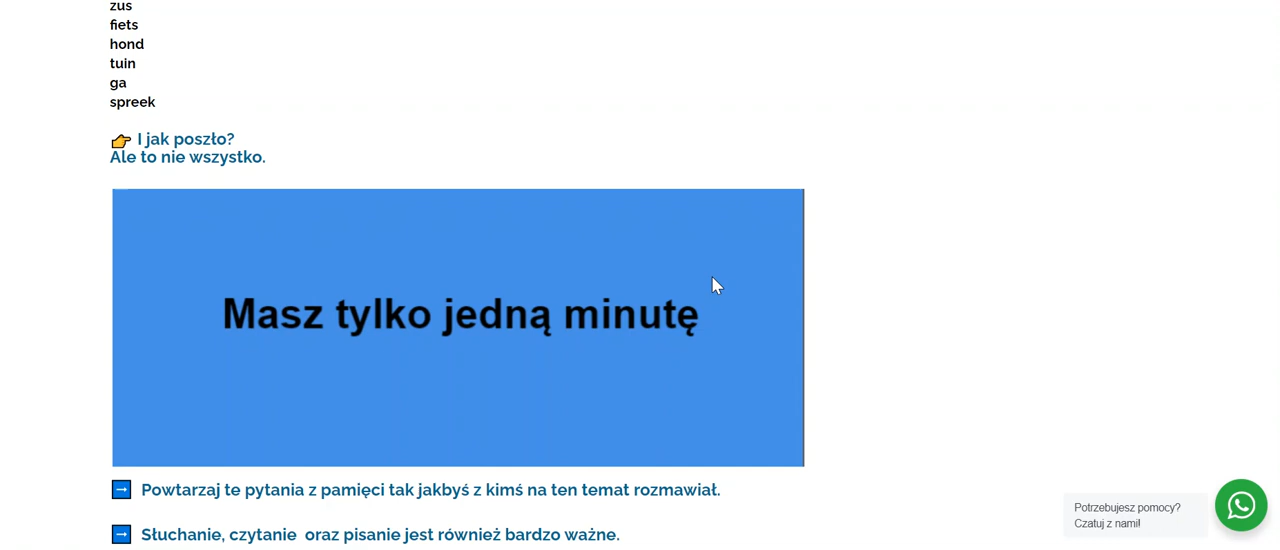 zus
fiets
hond
tuin
ga
spreek
👉 I jak poszło?
Ale to nie wszystko.
Masz tylko jedną minutę
➡ Powtarzaj te pytania z pamięci tak jakbyś z kimś na ten temat rozmawiał.
➡ Słuchanie, czytanie oraz pisanie jest również bardzo ważne.
Potrzebujesz pomocy?
Czatuj z nami!